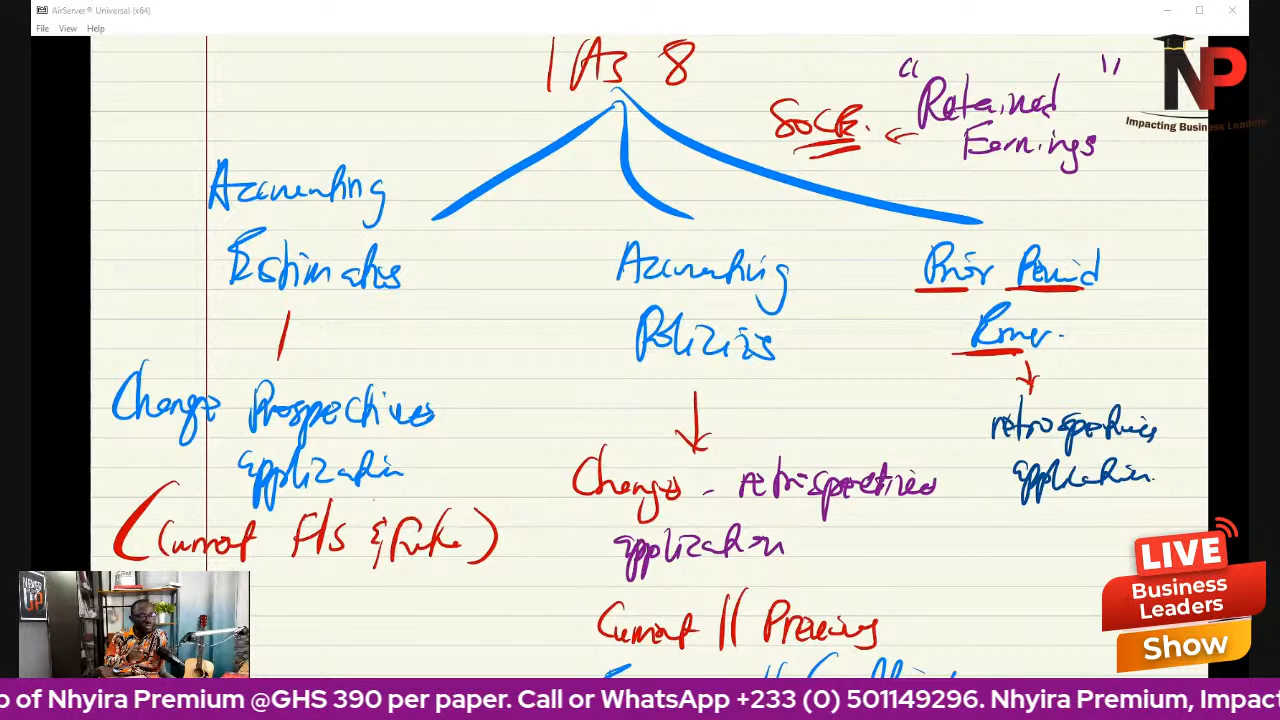 AirServer® Universal (x64)
File View Help
IAS 8
"Retained
Earnings"
SOCE.
NP
Impacting Business Leaders
Accounting
Estimates
Accounting
Policies
Prior Period
Error.
Change Prospective
application
(Current F/S & Future)
Changes - retrospective
application
retrospective
application.
Current || Previous
LIVE
Business
Leaders
Show
p of Nhyira Premium @GHS 390 per paper. Call or WhatsApp +233 (0) 501149296. Nhyira Premium, Impact